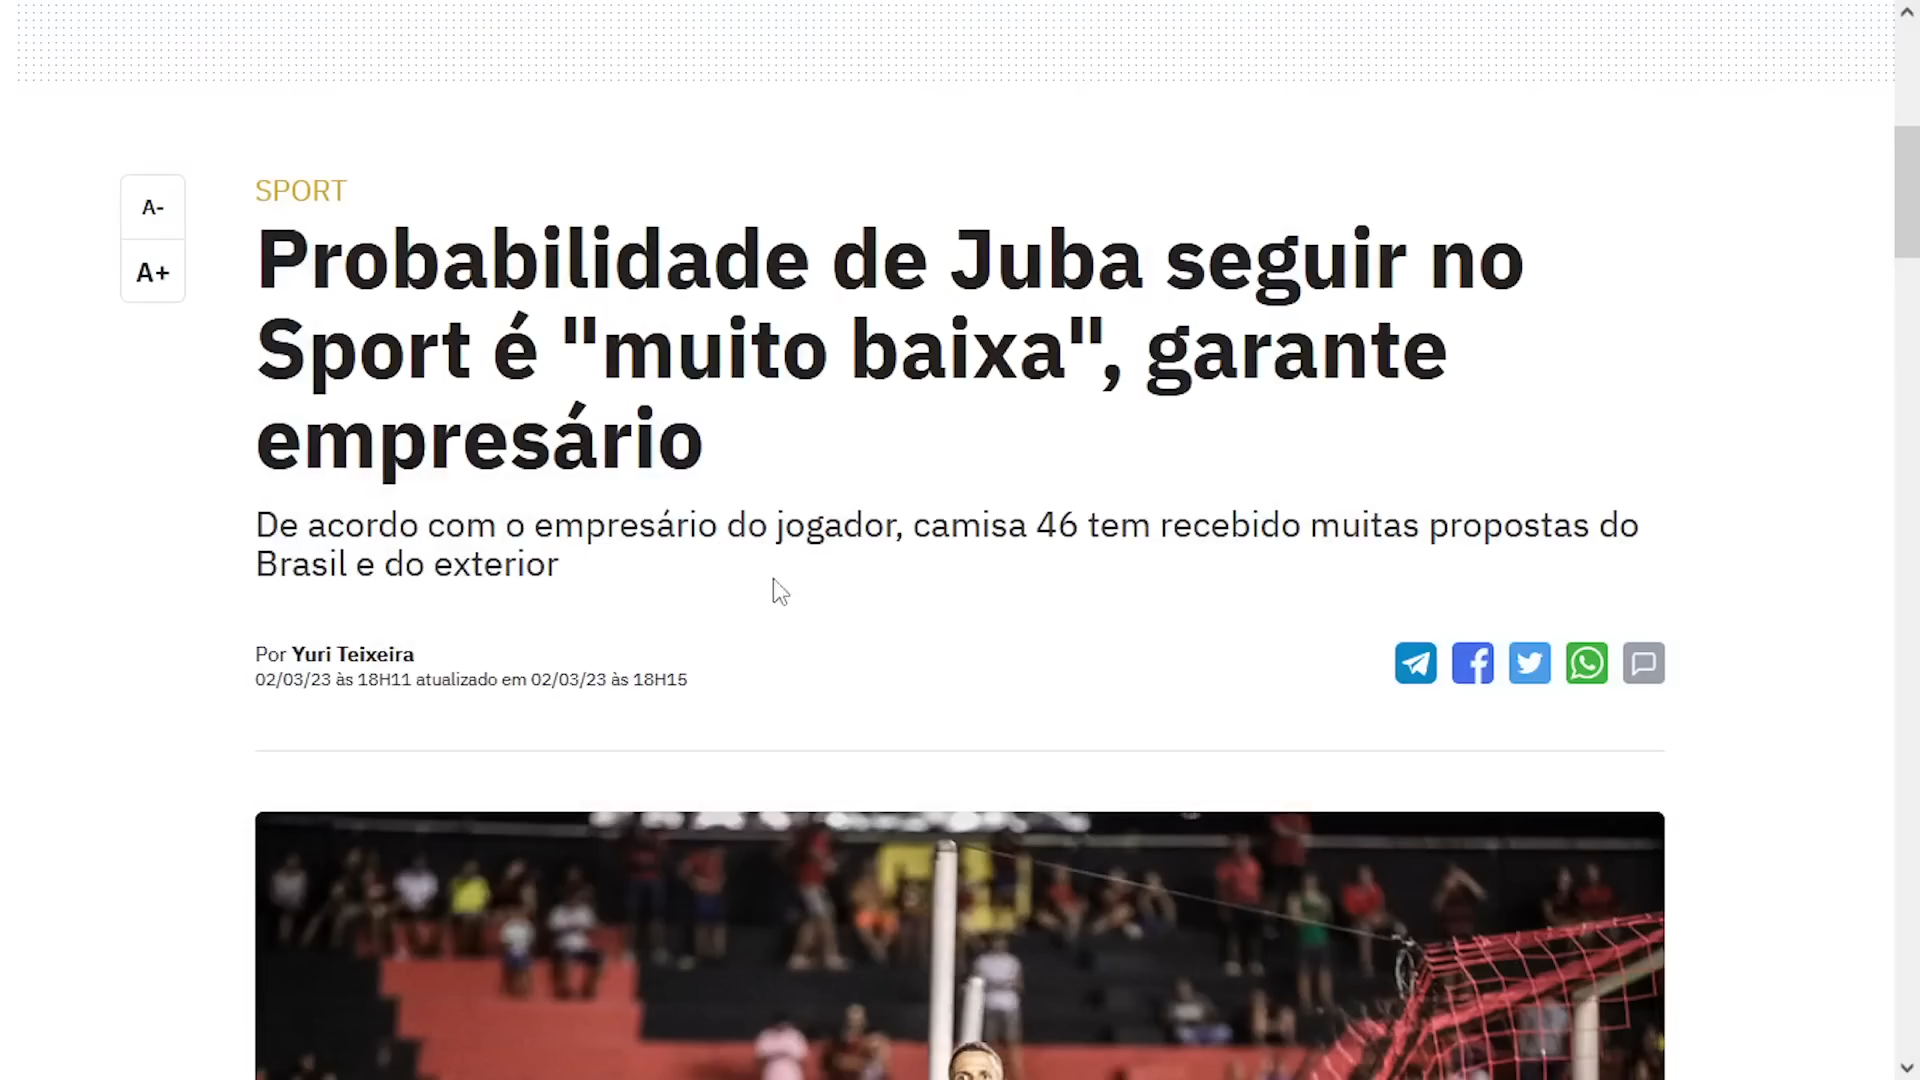 A-
A+
SPORT
Probabilidade de Juba seguir no
Sport é "muito baixa", garante
empresário
De acordo com o empresário do jogador, camisa 46 tem recebido muitas propostas do
Brasil e do exterior
Por Yuri Teixeira
02/03/23 às 18H11 atualizado em 02/03/23 às 18H15